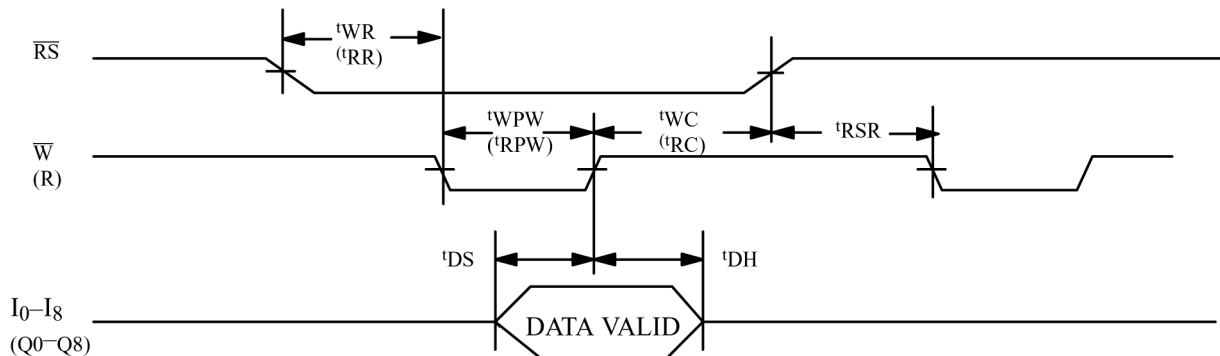 tWR
(tRR)
RS
tWPW
(tRPW)
tWC
(tRC)
tRSR
W
(R)
tDS
tDH
I0–I8
DATA VALID
(Q0–Q8)